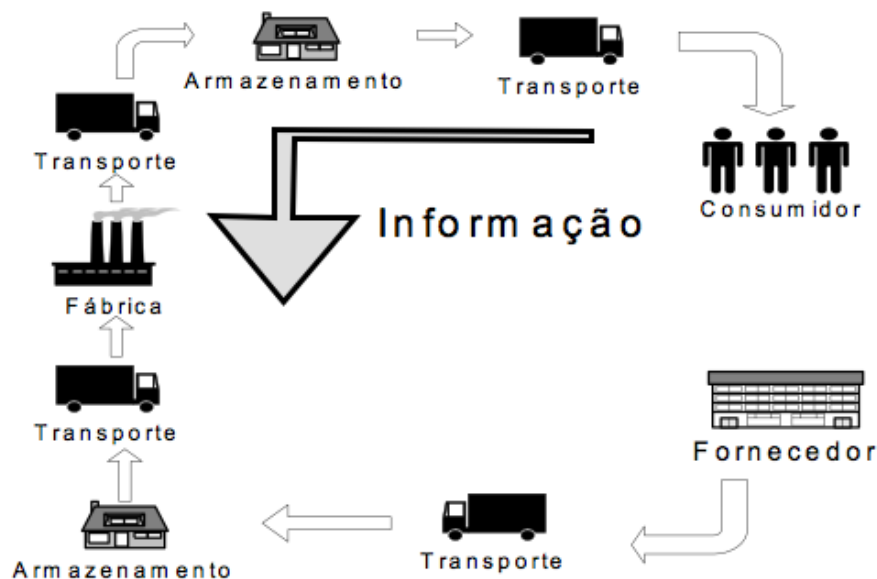 Armazenamento
Transporte
Transporte
Consumidor
Informação
Fábrica
Transporte
Fornecedor
Armazenamento
Transporte